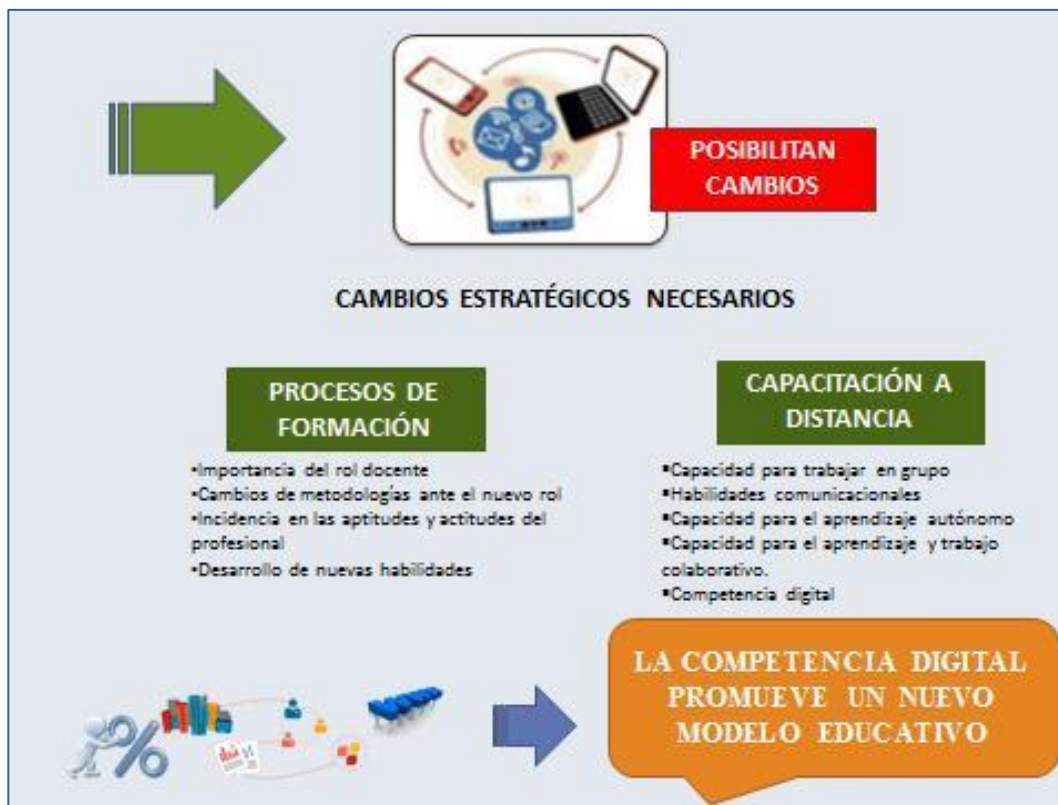 POSIBILITAN
CAMBIOS
CAMBIOS ESTRATÉGICOS NECESARIOS
PROCESOS DE
FORMACIÓN
•Importancia del rol docente
•Cambios de metodologías ante el nuevo rol
•Incidencia en las aptitudes y actitudes del
profesional
•Desarrollo de nuevas habilidades
CAPACITACIÓN A
DISTANCIA
▪Capacidad para trabajar en grupo
▪Habilidades comunicacionales
▪Capacidad para el aprendizaje autónomo
▪Capacidad para el aprendizaje y trabajo
colaborativo.
▪Competencia digital
%
LA COMPETENCIA DIGITAL
PROMUEVE UN NUEVO
MODELO EDUCATIVO